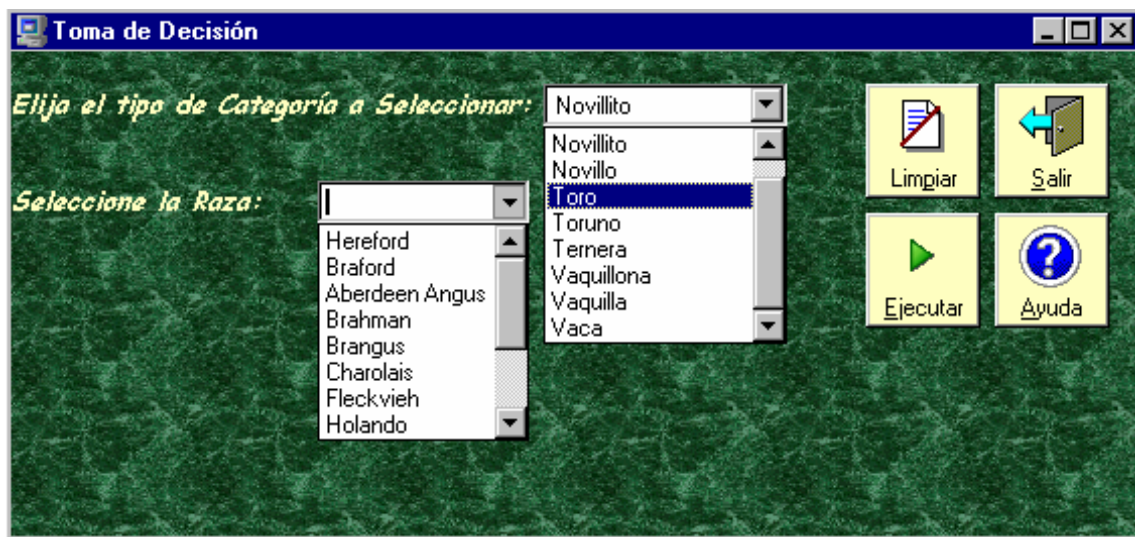 Toma de Decisión
Elija el tipo de Categoría a Seleccionar:
Novillito
Novillito
Novillo
Toro
Toruno
Ternera
Vaquillona
Vaquilla
Vaca
Seleccione la Raza:
Hereford
Braford
Aberdeen Angus
Brahman
Brangus
Charolais
Fleckvieh
Holando
Limpiar
Salir
Ejecutar
Ayuda